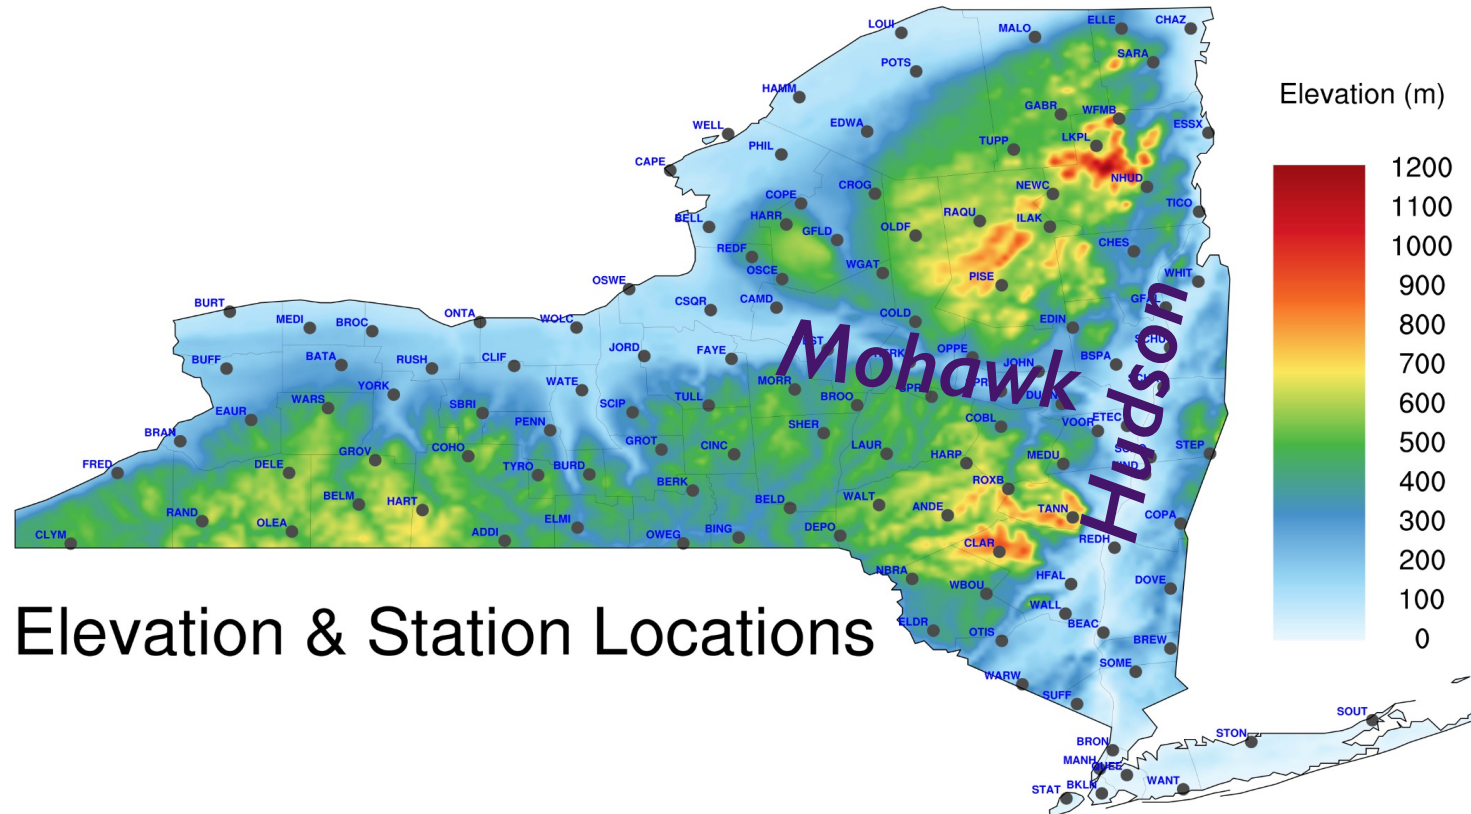 LOUI
MALO
ELLE
CHAZ
SARA
POTS
HAMM
GABR
WFMB
WELL
EDWA
ESSX
PHIL
TUPP
LKPL
CAPE
NHUD
CROG
NEWC
COPE
TICO
BELL
HARR
RAQU
ILAK
GFLD
OLDF
CHES
REDF
OSCE
WGAT
PISE
WHIT
OSWE
BURT
CSQR
CAMD
GFAL
MEDI
BROC
ONTA
WOLC
COLD
EDIN
Mohawk
Hudson
BUFF
BATA
RUSH
CLIF
JORD
FAYE
OPPE
JOHN
BSPA
YORK
WATE
MORR
WARS
SBRI
SCIP
TULL
BROO
EAUR
PENN
SHER
COBL
VOOR
BRAN
GROV
COHO
GROT
CINC
LAUR
HARP
MEDU
STEP
FRED
DELE
TYRO
BURD
BERK
ROXB
BELM
HART
BELD
WALT
ANDE
TANN
COPA
RAND
OLEA
CLYM
ADDI
ELMI
OWEG
BING
DEPO
CLAR
REDH
NBRA
WBOU
HFAL
DOVE
WALL
ELDR
OTIS
BEAC
BREW
WARW
SOME
SUFF
SOUT
BRON
STON
MANH
QUEE
STAT
BKLN
WANT
Elevation & Station Locations
Elevation (m)
1200
1100
1000
900
800
700
600
500
400
300
200
100
0